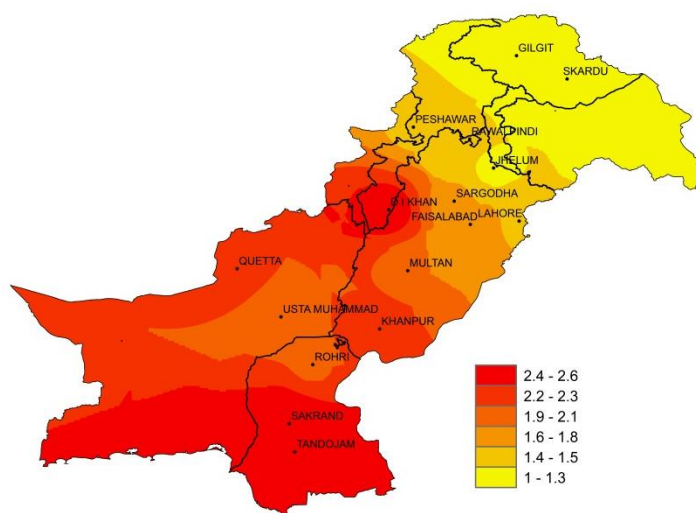 GILGIT
SKARDU
PESHAWAR
RAWALPINDI
JHELUM
SARGODHA
D I KHAN
FAISALABAD
LAHORE
QUETTA
MULTAN
USTA MUHAMMAD
KHANPUR
ROHRI
SAKRAND
TANDOJAM
2.4 - 2.6
2.2 - 2.3
1.9 - 2.1
1.6 - 1.8
1.4 - 1.5
1 - 1.3